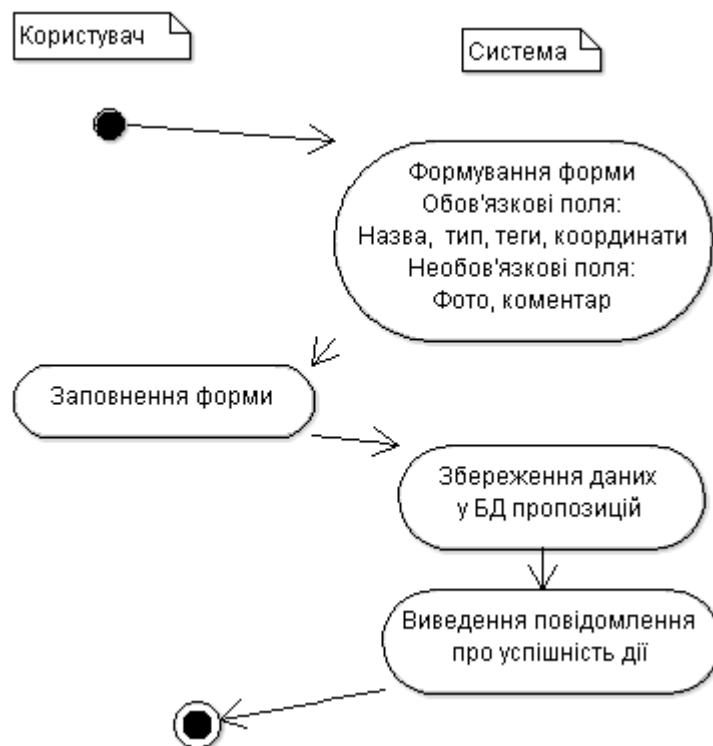 Користувач
Система
Формування форми
Обов'язкові поля:
Назва, тип, теги, координати
Необов'язкові поля:
Фото, коментар
Заповнення форми
Збереження даних
у БД пропозицій
Виведення повідомлення
про успішність дії